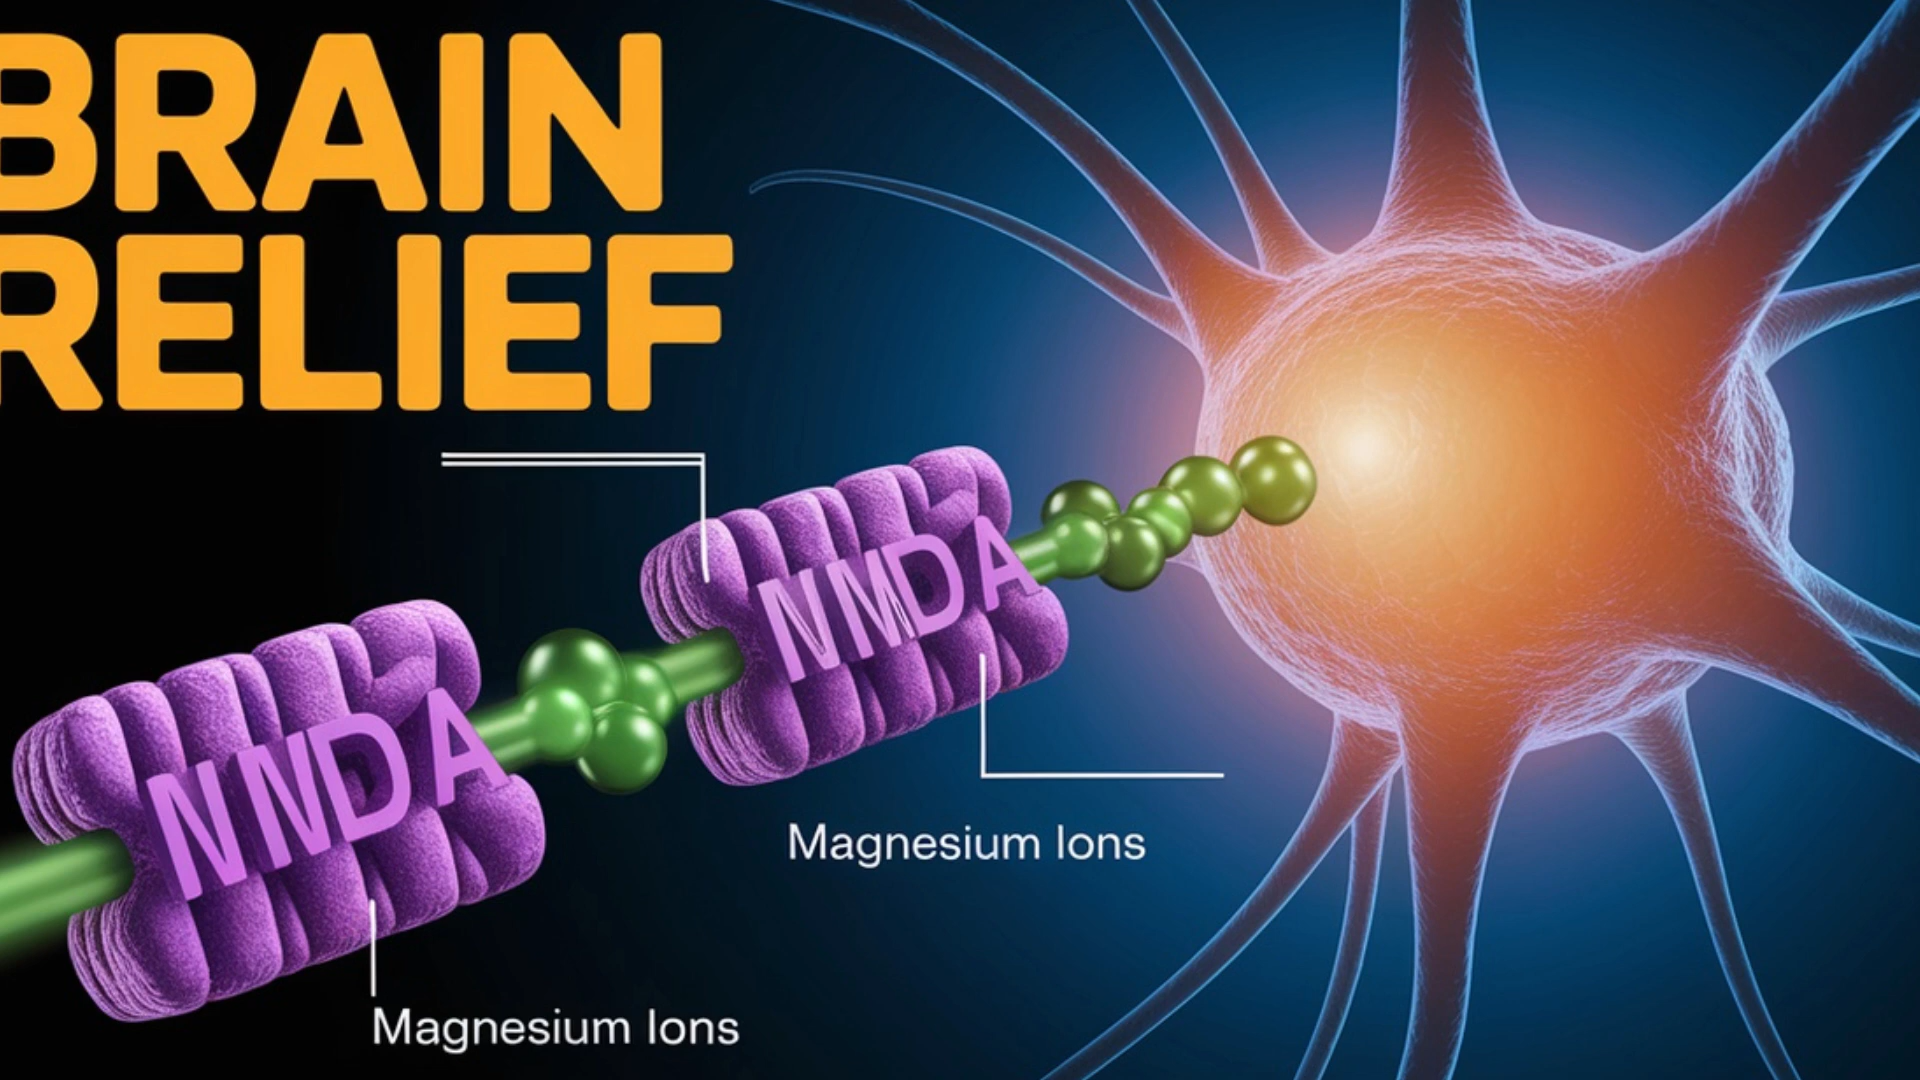 BRAIN
RELIEF
NMDA
NMDA
Magnesium Ions
Magnesium Ions